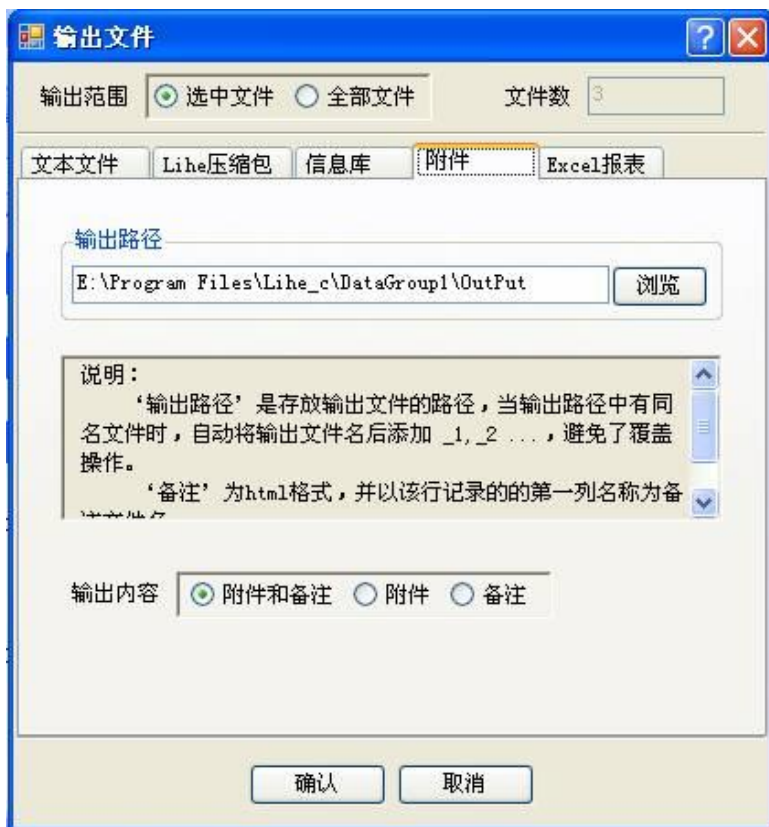 输出文件
输出范围 选中文件 全部文件 文件数 3
文本文件 Lihe压缩包 信息库 附件 Excel报表
输出路径
E:\Program Files\Lihe_c\DataGroup1\OutPut 浏览
说明：
‘输出路径’是存放输出文件的路径，当输出路径中有同
名文件时，自动将输出文件名后添加 _1,_2 ...，避免了覆盖
操作。
‘备注’为html格式，并以该行记录的的第一列名称为备
输出内容 附件和备注 附件 备注
确认 取消